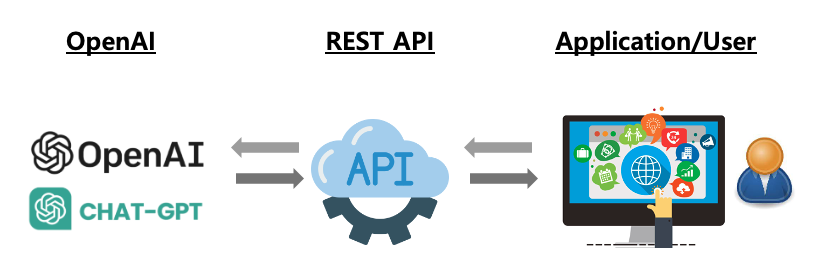 OpenAI
REST API
Application/User
OpenAI
API
CHAT-GPT